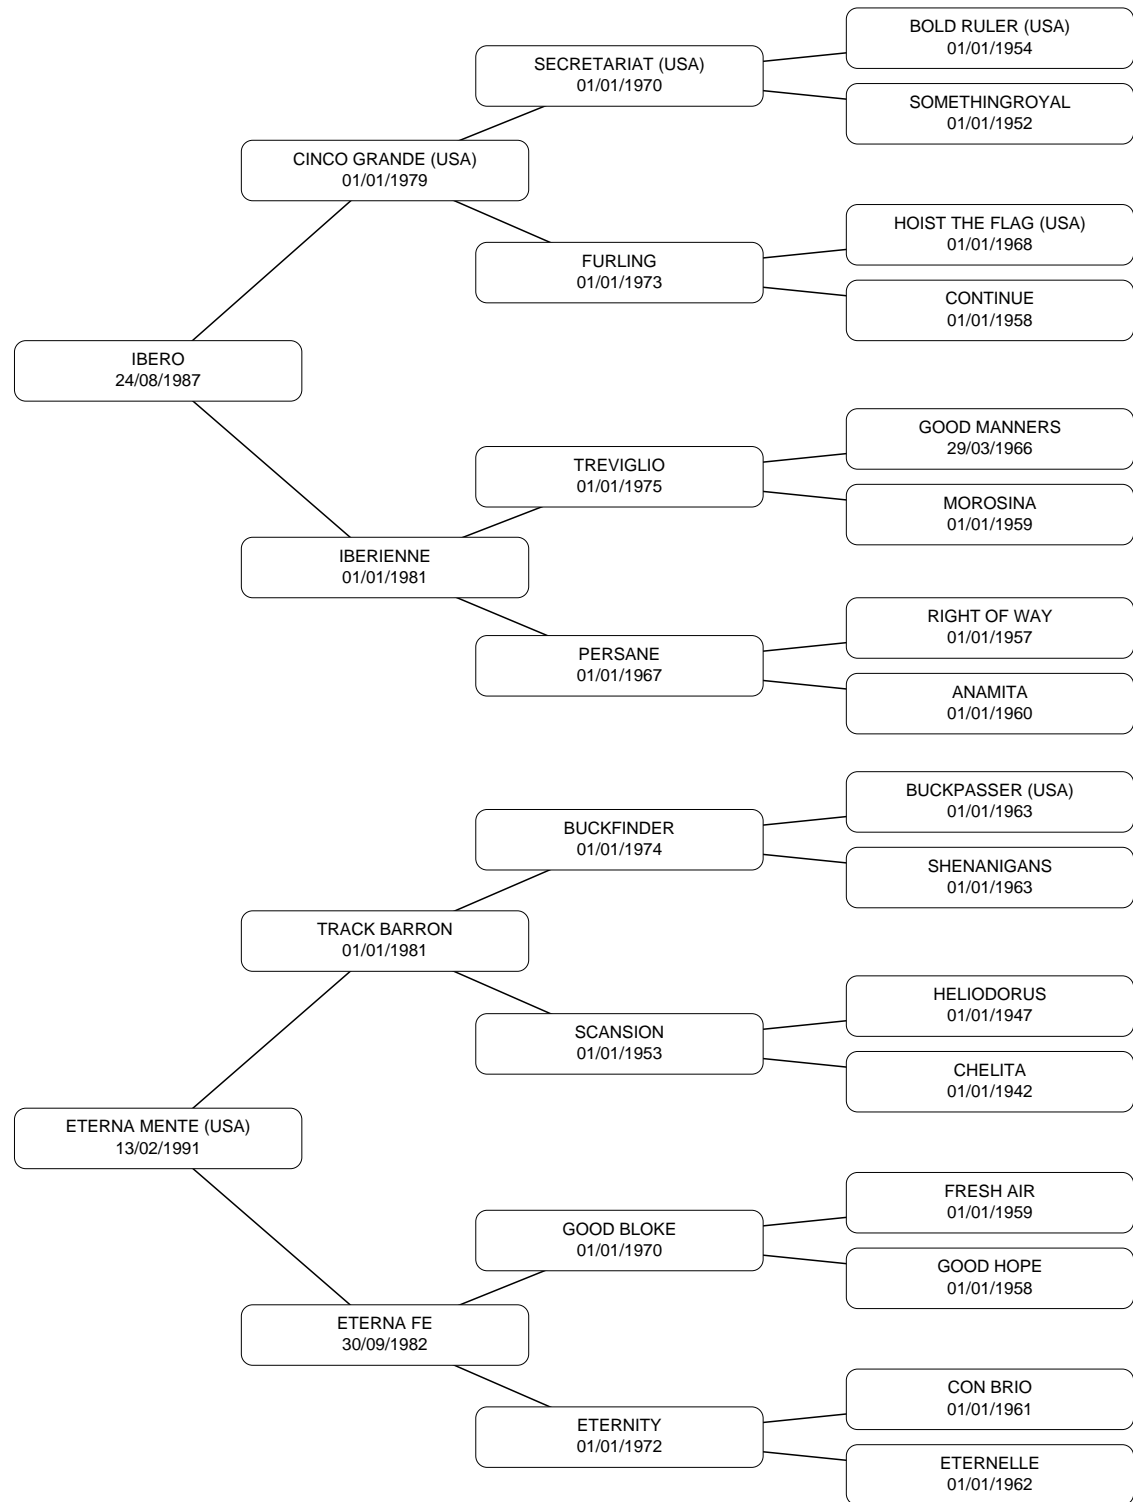 BOLD RULER (USA)
01/01/1954
SECRETARIAT (USA)
01/01/1970
SOMETHINGROYAL
01/01/1952
CINCO GRANDE (USA)
01/01/1979
HOIST THE FLAG (USA)
01/01/1968
FURLING
01/01/1973
CONTINUE
01/01/1958
IBERO
24/08/1987
GOOD MANNERS
29/03/1966
TREVIGLIO
01/01/1975
MOROSINA
01/01/1959
IBERIENNE
01/01/1981
RIGHT OF WAY
01/01/1957
PERSANE
01/01/1967
ANAMITA
01/01/1960
BUCKPASSER (USA)
01/01/1963
BUCKFINDER
01/01/1974
SHENANIGANS
01/01/1963
TRACK BARRON
01/01/1981
HELIODORUS
01/01/1947
SCANSION
01/01/1953
CHELITA
01/01/1942
ETERNA MENTE (USA)
13/02/1991
FRESH AIR
01/01/1959
GOOD BLOKE
01/01/1970
GOOD HOPE
01/01/1958
ETERNA FE
30/09/1982
CON BRIO
01/01/1961
ETERNITY
01/01/1972
ETERNELLE
01/01/1962